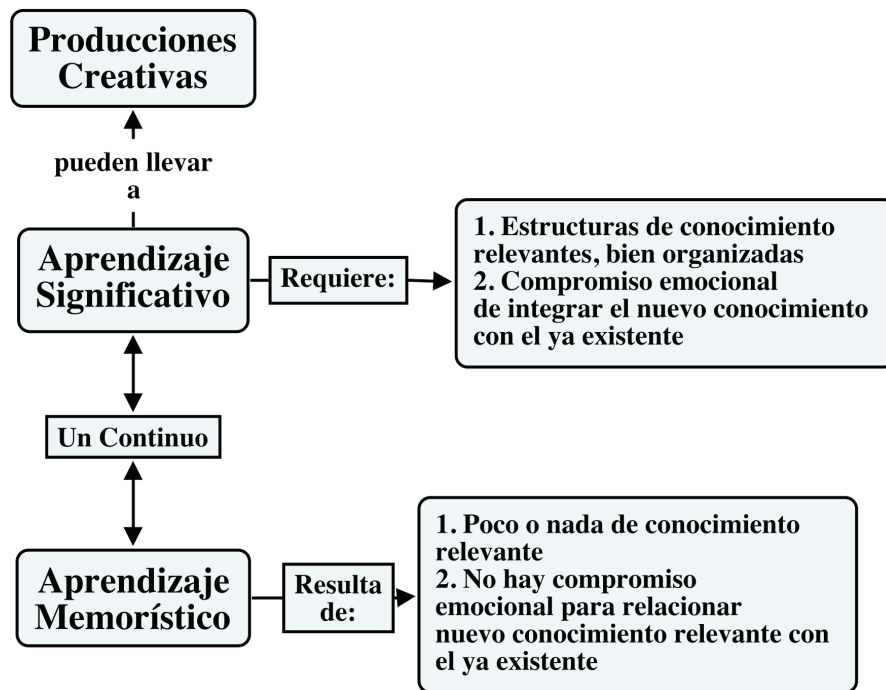 Producciones
Creativas
pueden llevar
a
Aprendizaje
Significativo
Requiere:
1. Estructuras de conocimiento
relevantes, bien organizadas
2. Compromiso emocional
de integrar el nuevo conocimiento
con el ya existente
Un Continuo
Aprendizaje
Memorístico
Resulta
de:
1. Poco o nada de conocimiento
relevante
2. No hay compromiso
emocional para relacionar
nuevo conocimiento relevante con
el ya existente